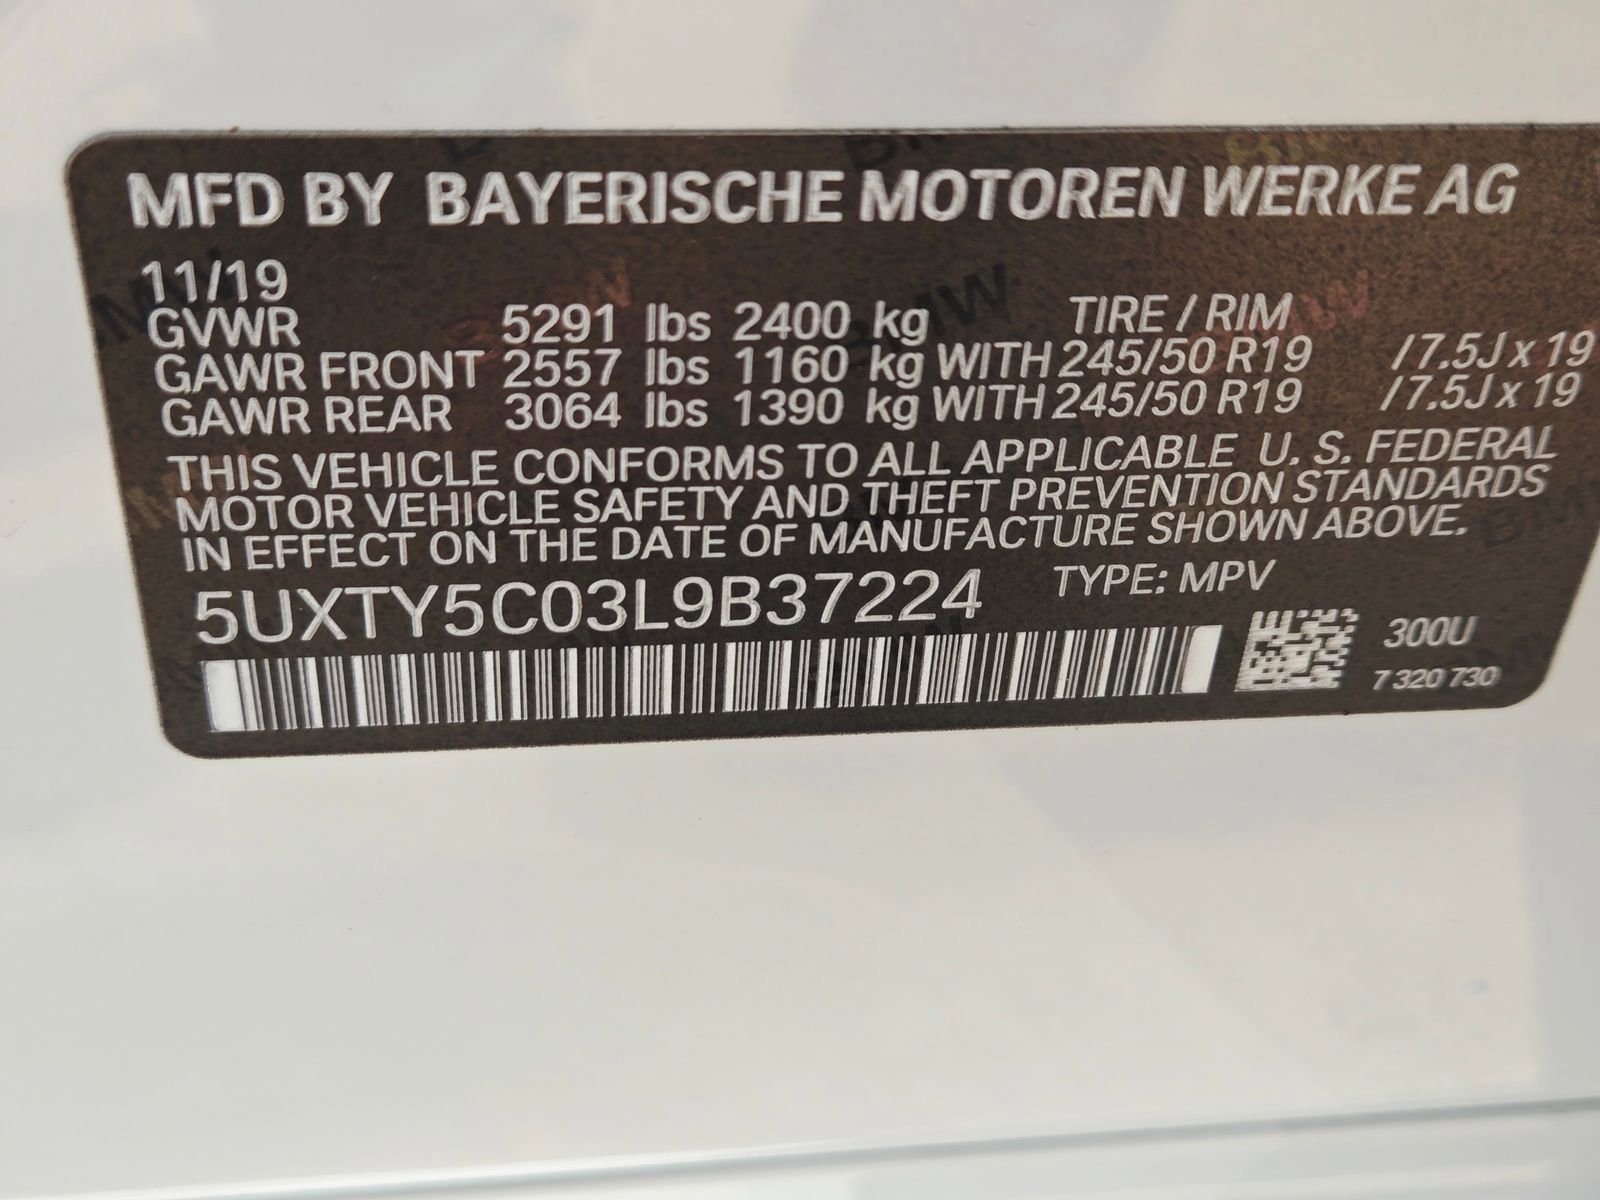 MFD BY BAYERISCHE MOTOREN WERKE AG
11/19
GVWR 5291 lbs 2400 kg TIRE / RIM
GAWR FRONT 2557 lbs 1160 kg WITH 245/50 R19 /7.5J x 19
GAWR REAR 3064 lbs 1390 kg WITH 245/50 R19 /7.5J x 19
THIS VEHICLE CONFORMS TO ALL APPLICABLE U. S. FEDERAL
MOTOR VEHICLE SAFETY AND THEFT PREVENTION STANDARDS
IN EFFECT ON THE DATE OF MANUFACTURE SHOWN ABOVE.
5UXTY5C03L9B37224 TYPE: MPV
300U
7 320 730